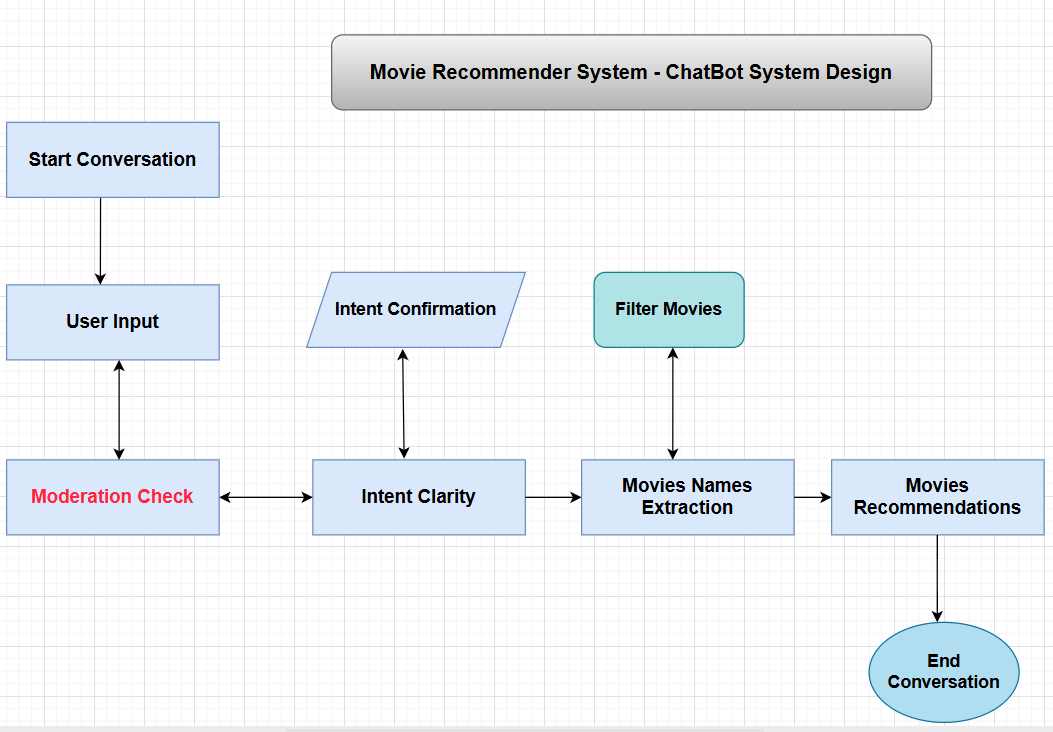 Movie Recommender System - ChatBot System Design
Start Conversation
User Input
Intent Confirmation
Filter Movies
Moderation Check
Intent Clarity
Movies Names
Extraction
Movies
Recommendations
End
Conversation